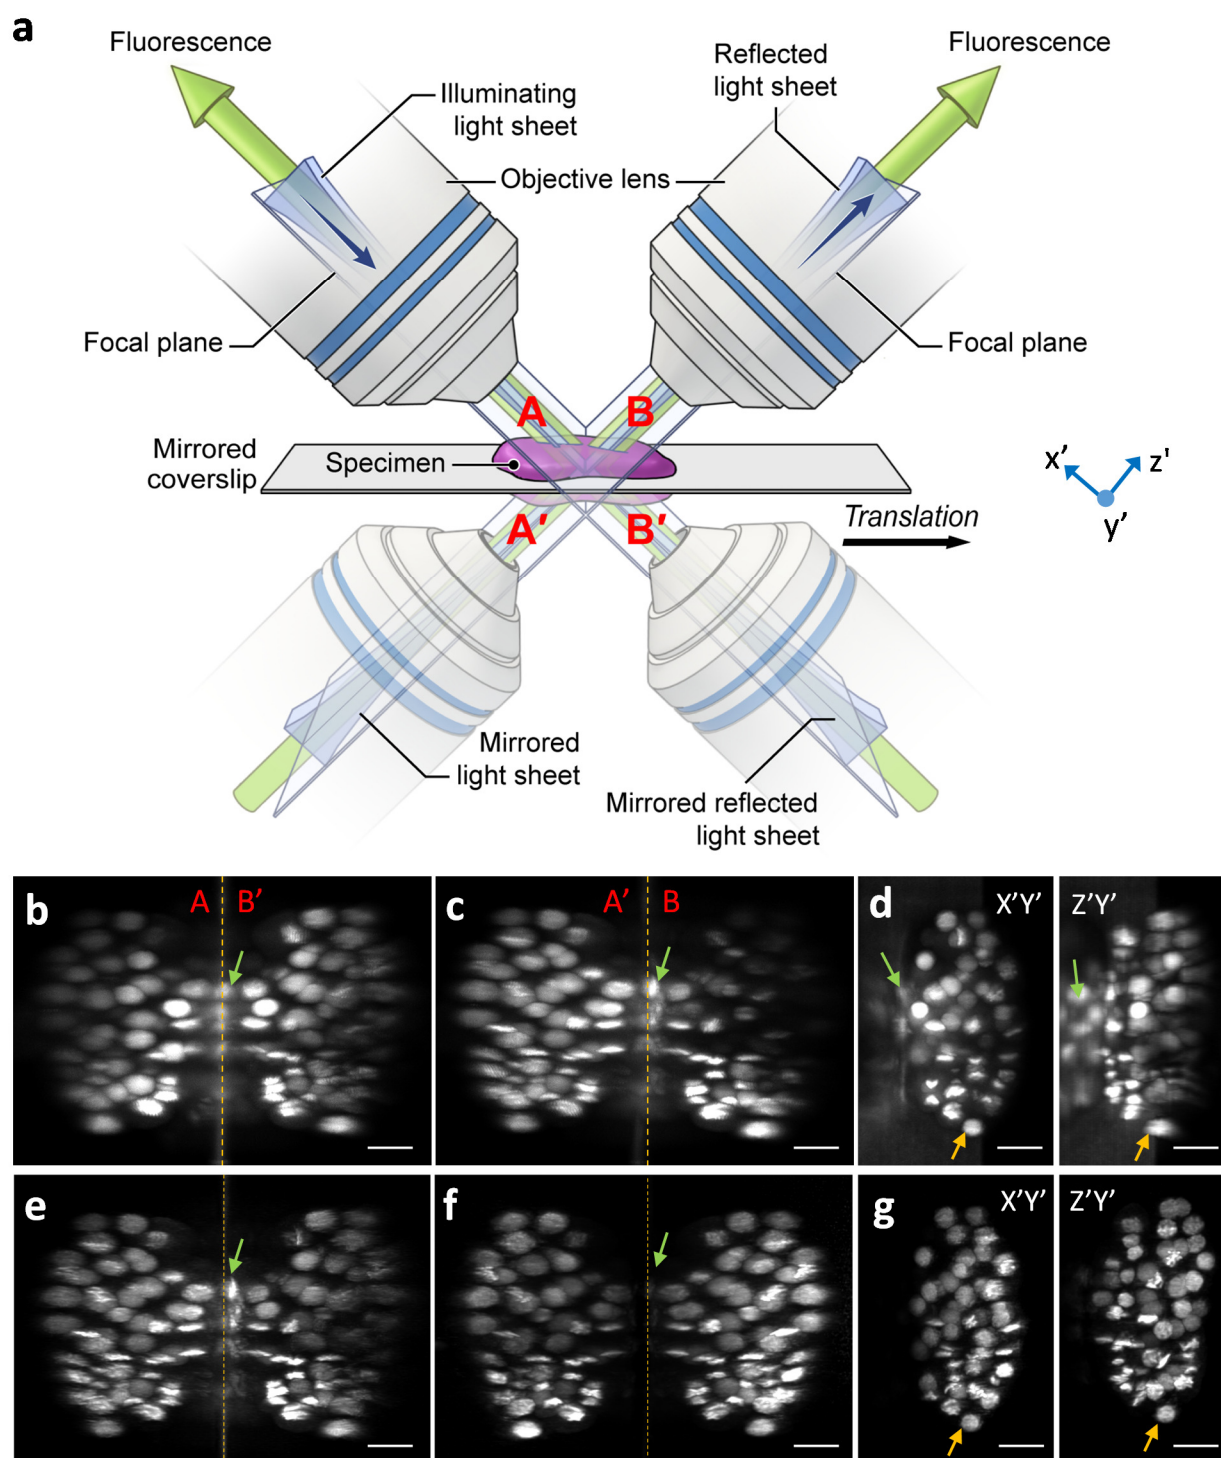 a
Fluorescence
Fluorescence
Reflected
light sheet
Illuminating
light sheet
Objective lens
Focal plane
Focal plane
A
B
Mirrored
coverslip
Specimen
x’
z'
y’
A′
B′
Translation
Mirrored
light sheet
Mirrored reflected
light sheet
b
A
B’
c
A’
B
d
X’Y’
Z’Y’
e
f
g
X’Y’
Z’Y’